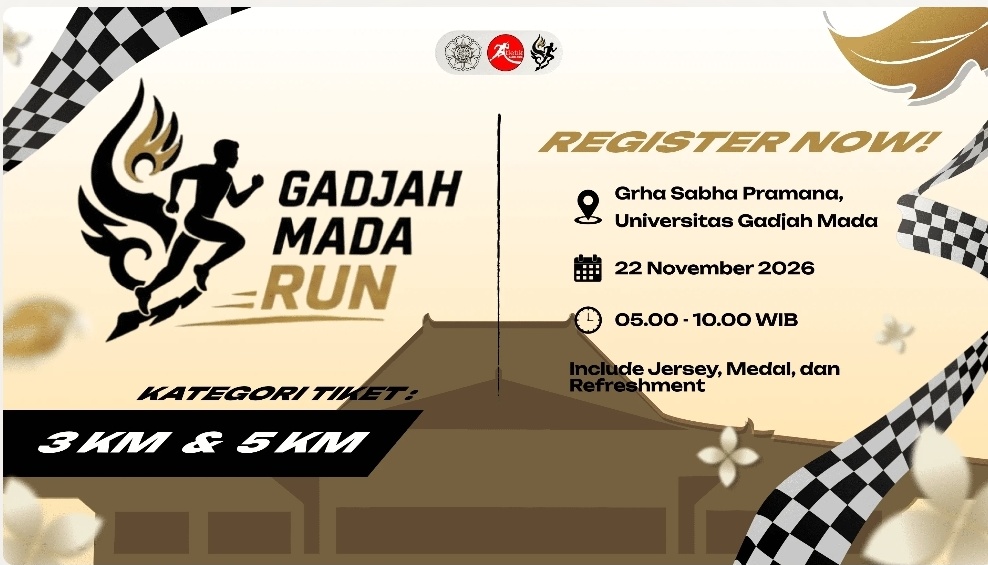 GADJAH
MADA
RUN
KATEGORI TIKET :
3 KM & 5 KM
REGISTER NOW!
Grha Sabha Pramana,
Universitas Gadjah Mada
22 November 2026
05.00 - 10.00 WIB
Include Jersey, Medal, dan
Refreshment